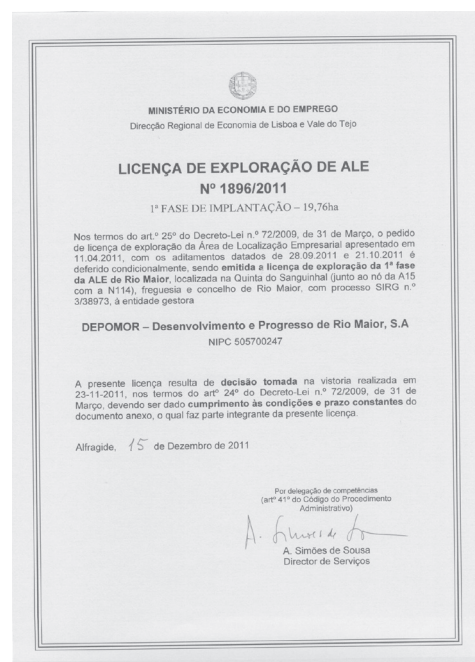 MINISTÉRIO DA ECONOMIA E DO EMPREGO
Direcção Regional de Economia de Lisboa e Vale do Tejo
LICENÇA DE EXPLORAÇÃO DE ALE
Nº 1896/2011
1ª FASE DE IMPLANTAÇÃO – 19,76ha
Nos termos do art.º 25º do Decreto-Lei n.º 72/2009, de 31 de Março, o pedido
de licença de exploração da Área de Localização Empresarial apresentado em
11.04.2011, com os aditamentos datados de 28.09.2011 e 21.10.2011 é
deferido condicionalmente, sendo emitida a licença de exploração da 1ª fase
da ALE de Rio Maior, localizada na Quinta do Sanguinhal (junto ao nó da A15
com a N114), freguesia e concelho de Rio Maior, com processo SIRG n.º
3/38973, à entidade gestora
DEPOMOR – Desenvolvimento e Progresso de Rio Maior, S.A
NIPC 505700247
A presente licença resulta de decisão tomada na vistoria realizada em
23-11-2011, nos termos do artº 24º do Decreto-Lei n.º 72/2009, de 31 de
Março, devendo ser dado cumprimento às condições e prazo constantes do
documento anexo, o qual faz parte integrante da presente licença.
Alfragide, 15 de Dezembro de 2011
Por delegação de competências
(artº 41º do Código do Procedimento
Administrativo)
A. Simões de Sousa
A. Simões de Sousa
Director de Serviços